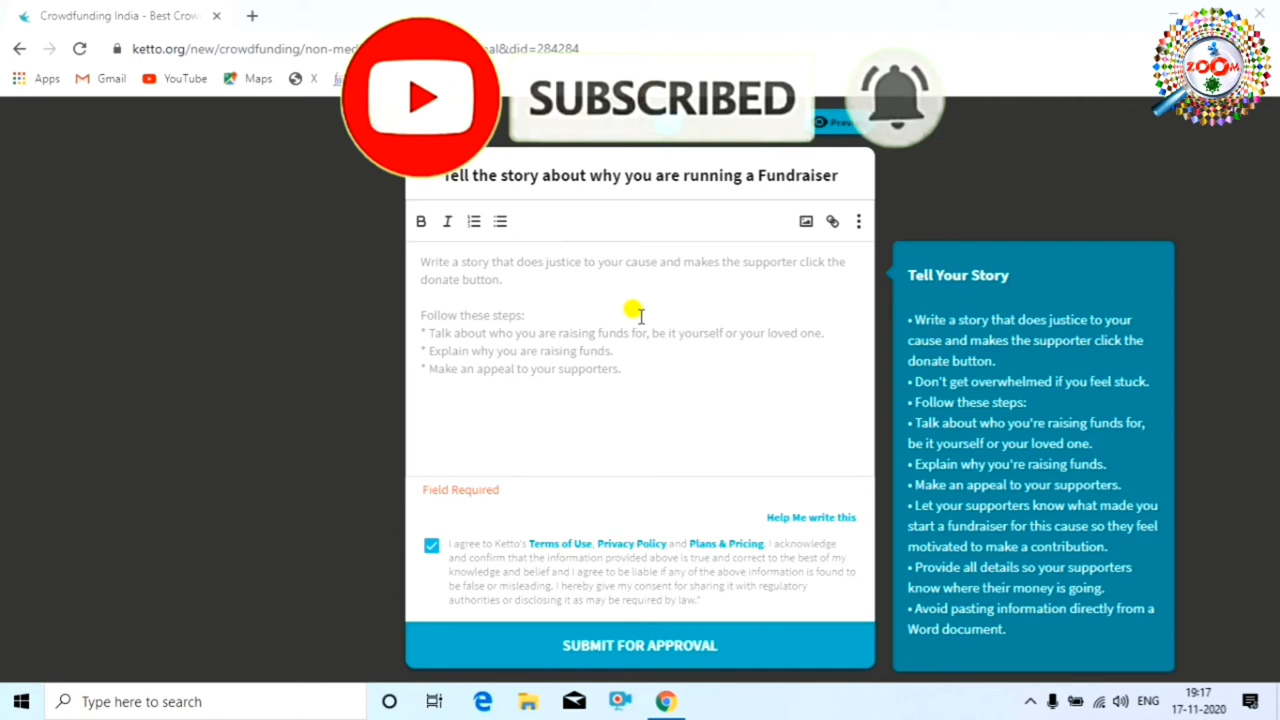 Crowdfunding India - Best Crow
ketto.org/new/crowdfunding/non-med
al&did=284284
Apps
Gmail
YouTube
Maps
X
SUBSCRIBED
ZOOM
Tell the story about why you are running a Fundraiser
B I
Write a story that does justice to your cause and makes the supporter click the
donate button.
Follow these steps:
* Talk about who you are raising funds for, be it yourself or your loved one.
* Explain why you are raising funds.
* Make an appeal to your supporters.
Field Required
Help Me write this
I agree to Ketto's Terms of Use, Privacy Policy and Plans & Pricing, I acknowledge
and confirm that the information provided above is true and correct to the best of my
knowledge and belief and I agree to be liable if any of the above information is found to
be false or misleading. I hereby give my consent for sharing it with regulatory
authorities or disclosing it as may be required by law."
SUBMIT FOR APPROVAL
Tell Your Story
• Write a story that does justice to your
cause and makes the supporter click the
donate button.
• Don't get overwhelmed if you feel stuck.
• Follow these steps:
• Talk about who you're raising funds for,
be it yourself or your loved one.
• Explain why you're raising funds.
• Make an appeal to your supporters.
• Let your supporters know what made you
start a fundraiser for this cause so they feel
motivated to make a contribution.
• Provide all details so your supporters
know where their money is going.
• Avoid pasting information directly from a
Word document.
Type here to search
ENG
19:17
17-11-2020